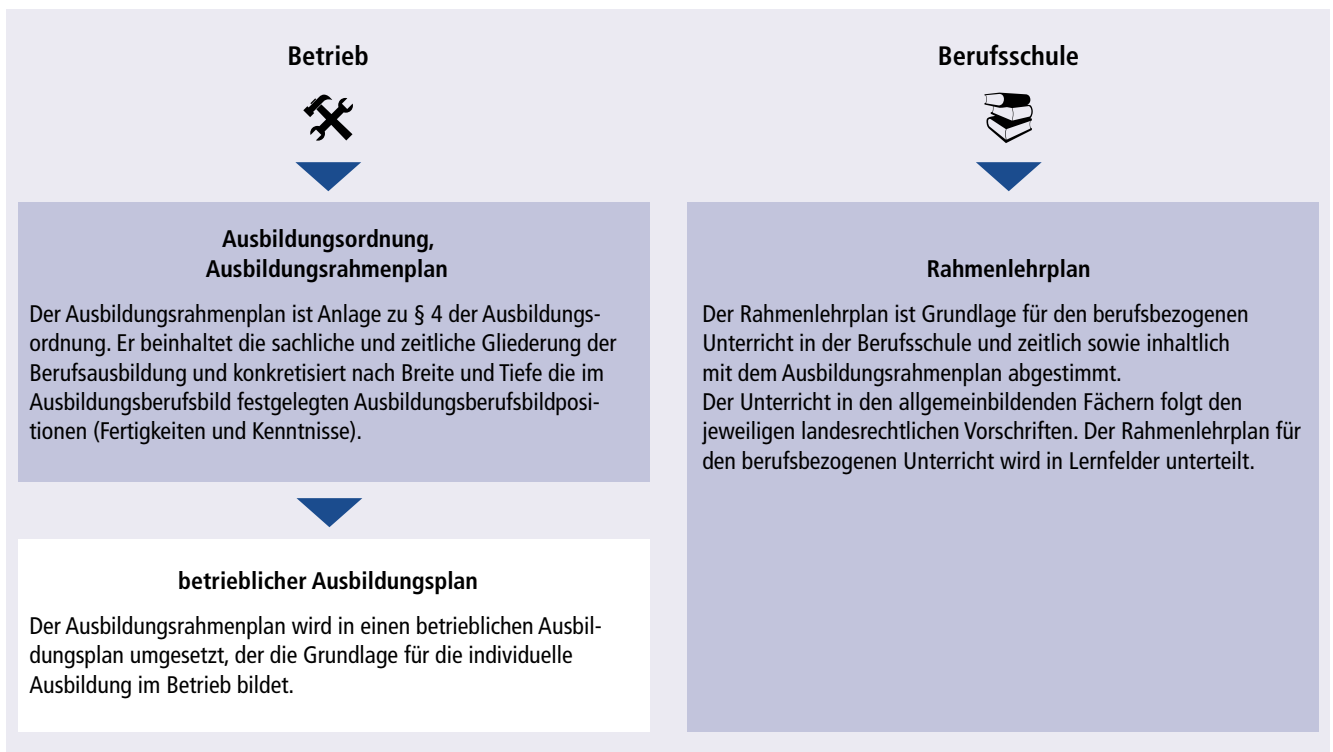 Betrieb
Ausbildungsordnung,
Ausbildungsrahmenplan
Der Ausbildungsrahmenplan ist Anlage zu § 4 der Ausbildungs-
ordnung. Er beinhaltet die sachliche und zeitliche Gliederung der
Berufsausbildung und konkretisiert nach Breite und Tiefe die im
Ausbildungsberufsbild festgelegten Ausbildungsberufsbildposi-
tionen (Fertigkeiten und Kenntnisse).
betrieblicher Ausbildungsplan
Der Ausbildungsrahmenplan wird in einen betrieblichen Ausbil-
dungsplan umgesetzt, der die Grundlage für die individuelle
Ausbildung im Betrieb bildet.
Berufsschule
Rahmenlehrplan
Der Rahmenlehrplan ist Grundlage für den berufsbezogenen
Unterricht in der Berufsschule und zeitlich sowie inhaltlich
mit dem Ausbildungsrahmenplan abgestimmt.
Der Unterricht in den allgemeinbildenden Fächern folgt den
jeweiligen landesrechtlichen Vorschriften. Der Rahmenlehrplan für
den berufsbezogenen Unterricht wird in Lernfelder unterteilt.